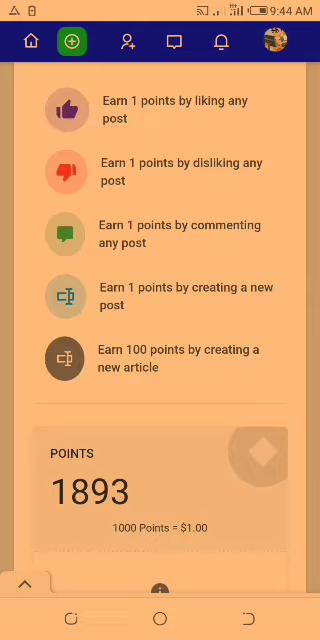 9:44 AM
Earn 1 points by liking any
post
Earn 1 points by disliking any
post
Earn 1 points by commenting
any post
Earn 1 points by creating a new
post
Earn 100 points by creating a
new article
POINTS
1893
1000 Points = $1.00